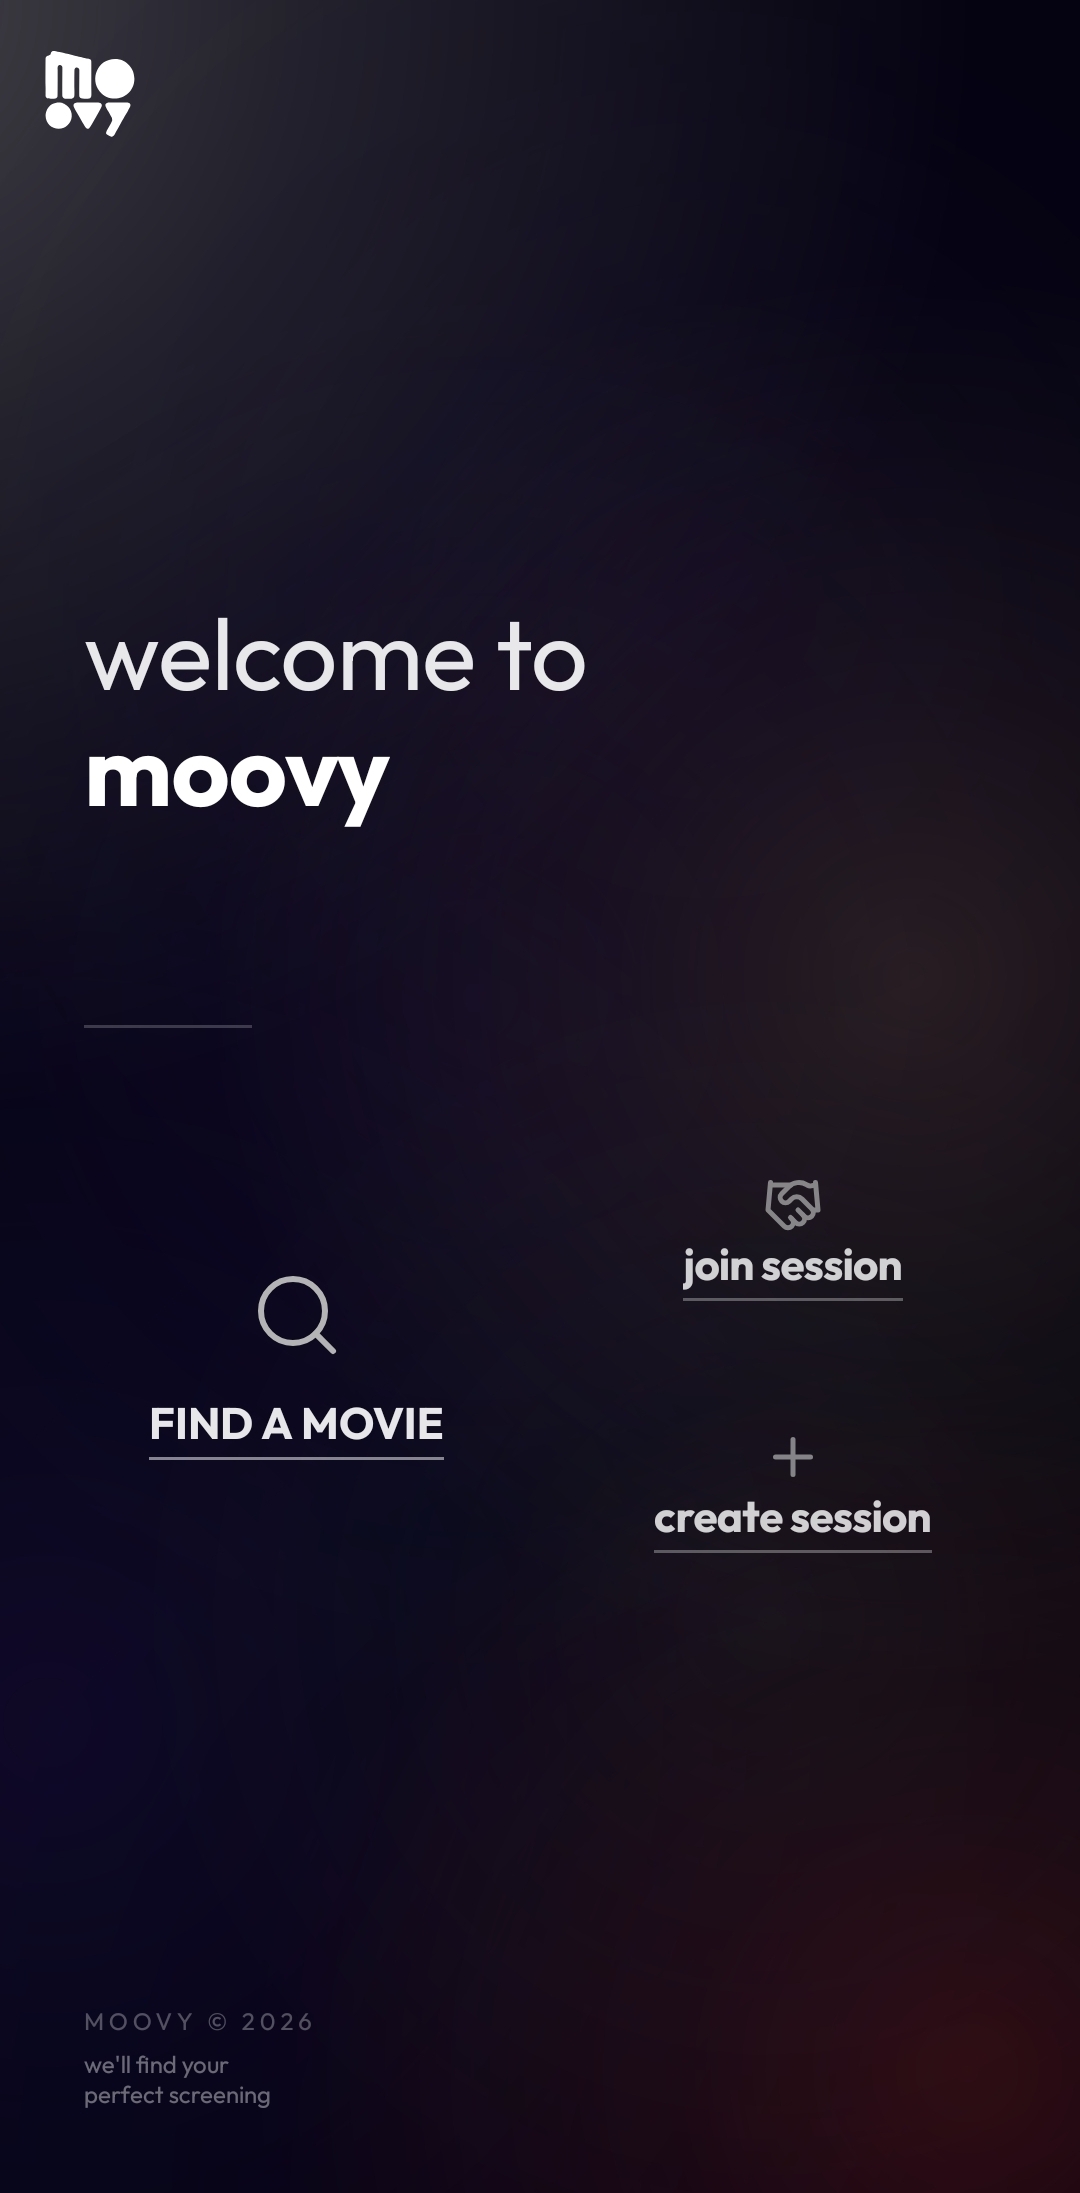 mo
ovy
welcome to
moovy
join session
FIND A MOVIE
create session
MOOVY © 2026
we'll find your
perfect screening